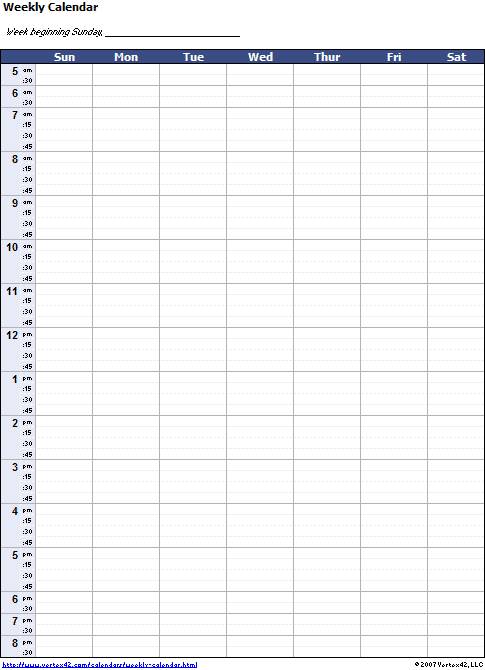 Weekly Calendar
Week beginning Sunday,
Sun Mon Tue Wed Thur Fri Sat
5 am
:30
6 am
:30
7 am
:15
:30
:45
8 am
:15
:30
:45
9 am
:15
:30
:45
10 am
:15
:30
:45
11 am
:15
:30
:45
12 pm
:15
:30
:45
1 pm
:15
:30
:45
2 pm
:15
:30
:45
3 pm
:15
:30
:45
4 pm
:15
:30
:45
5 pm
:15
:30
:45
6 pm
:30
7 pm
:30
8 pm
:30
http://www.vertex42.com/calendars/weekly-calendar.html © 2007 Vertex42, LLC